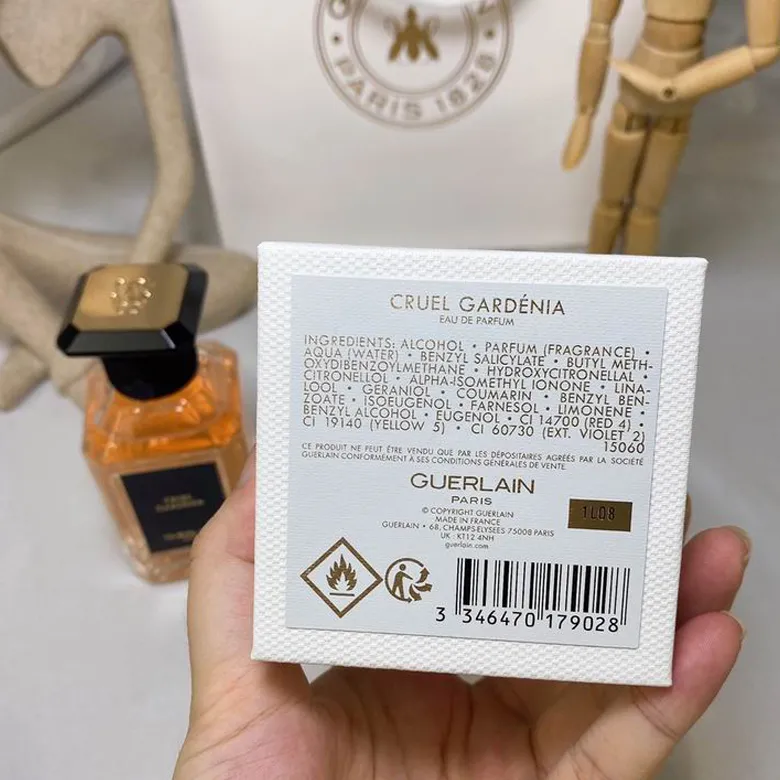 PARIS 1828
CRUEL GARDÉNIA
EAU DE PARFUM
INGREDIENTS: ALCOHOL • PARFUM (FRAGRANCE) •
AQUA (WATER) • BENZYL SALICYLATE • BUTYL METH-
OXYDIBENZOYLMETHANE • HYDROXYCITRONELLAL •
CITRONELLOL • ALPHA-ISOMETHYL IONONE • LINA-
LOOL • GERANIOL • COUMARIN • BENZYL BEN-
ZOATE • ISOEUGENOL • FARNESOL • LIMONENE •
BENZYL ALCOHOL • EUGENOL • CI 14700 (RED 4) •
CI 19140 (YELLOW 5) • CI 60730 (EXT. VIOLET 2)
15060
CE PRODUIT NE PEUT ÊTRE VENDU QUE PAR LES DÉPOSITAIRES AGRÉÉS PAR LA SOCIÉTÉ
GUERLAIN CONFORMÉMENT À SES CONDITIONS GÉNÉRALES DE VENTE.
GUERLAIN
PARIS
© COPYRIGHT GUERLAIN
MADE IN FRANCE
GUERLAIN • 68, CHAMPS-ELYSÉES 75008 PARIS
UK • KT12 4NH
guerlain.com
1L08
3 346470 179028
CRUEL
GARDÉNIA